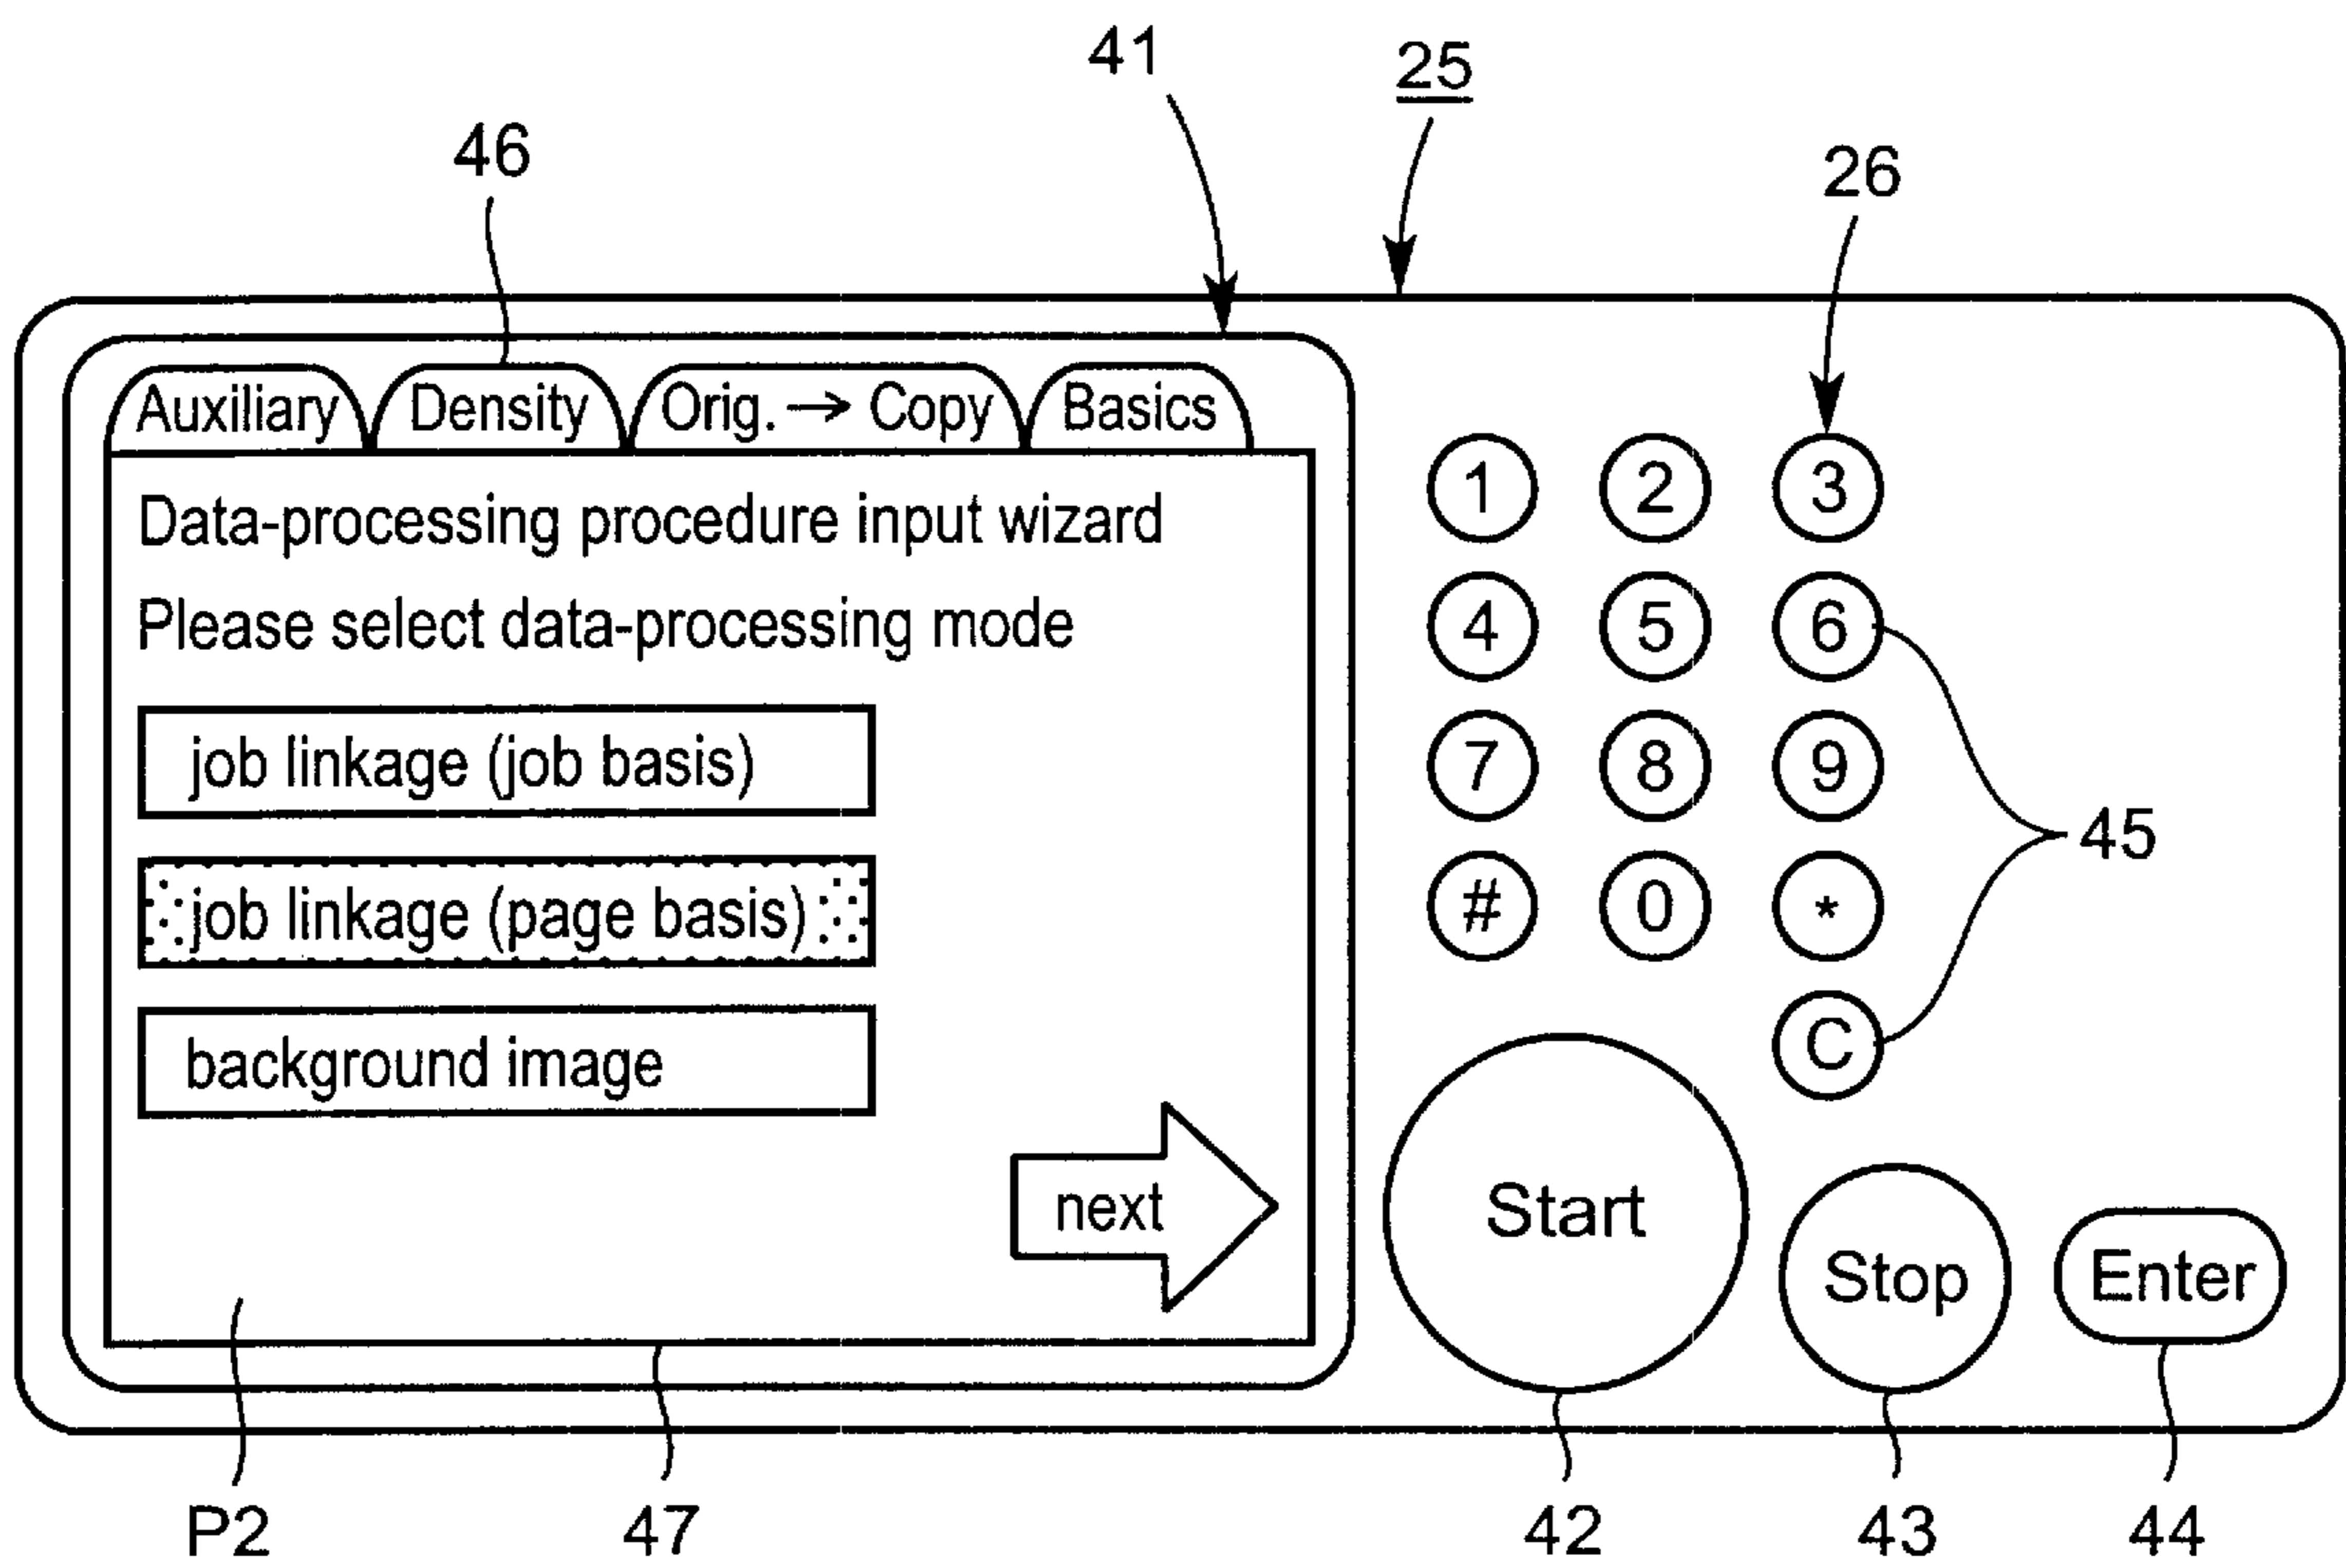 41
25
46
26
Auxiliary Density Orig. → Copy Basics
Data-processing procedure input wizard
Please select data-processing mode
job linkage (job basis)
job linkage (page basis)
background image
next
1 2 3
4 5 6
7 8 9
# 0 *
C
45
Start
Stop
Enter
P2 47 42 43 44